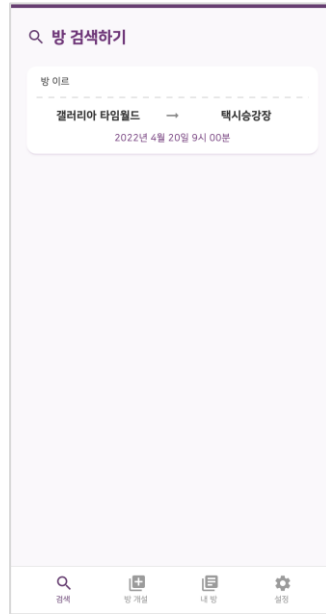 방 검색하기
방 이르
갤러리아 타임월드 → 택시승강장
2022년 4월 20일 9시 00분
검색 방 개설 내 방 설정